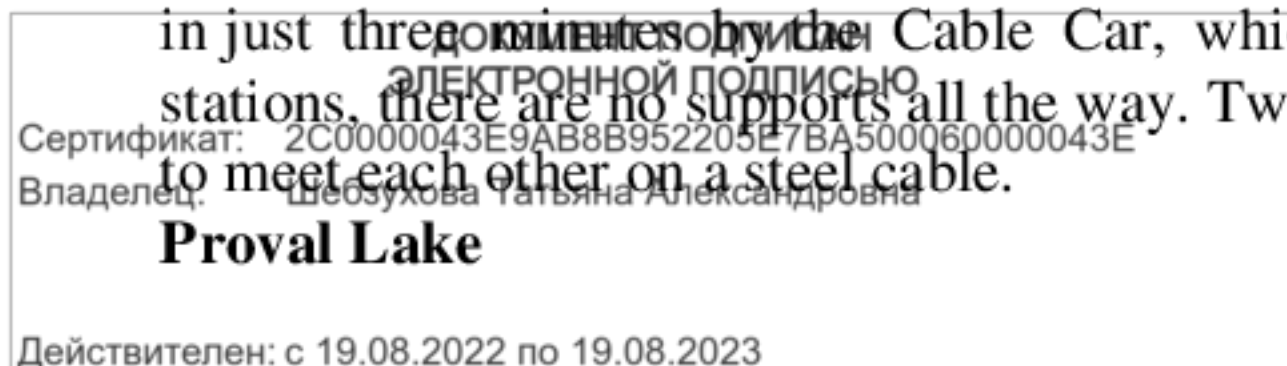 in just three minutes by the Cable Car, whi
ДОКУМЕНТ ПОДПИСАН
ЭЛЕКТРОННОЙ ПОДПИСЬЮ
stations, there are no supports all the way. Tw
Сертификат: 2C0000043E9AB8B952205E7BA500060000043E
to meet each other on a steel cable.
Владелец: Шебзухова Татьяна Александровна
Proval Lake
Действителен: с 19.08.2022 по 19.08.2023